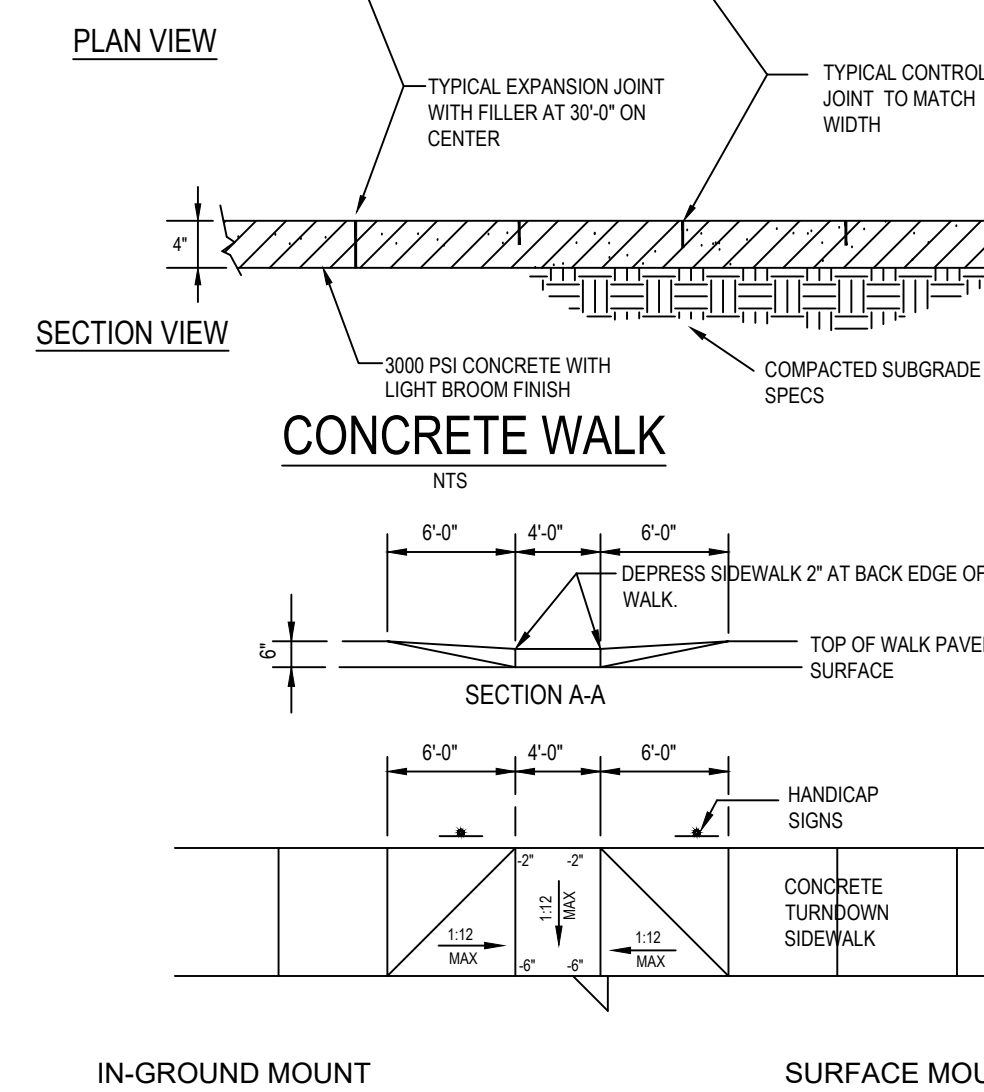 PLAN VIEW
TYPICAL EXPANSION JOINT
WITH FILLER AT 30'-0" ON
CENTER
TYPICAL CONTROL
JOINT TO MATCH
WIDTH
4"
SECTION VIEW
3000 PSI CONCRETE WITH
LIGHT BROOM FINISH
COMPACTED SUBGRADE
SPECS
CONCRETE WALK
NTS
6'-0" 4'-0" 6'-0"
DEPRESS SIDEWALK 2" AT BACK EDGE OF
WALK.
6"
TOP OF WALK PAVE
SURFACE
SECTION A-A
6'-0" 4'-0" 6'-0"
HANDICAP
SIGNS
-2" -2"
CONCRETE
TURNDOWN
SIDEWALK
1:12
MAX
1:12
MAX
1:12
MAX
-6" -6"
IN-GROUND MOUNT
SURFACE MOU